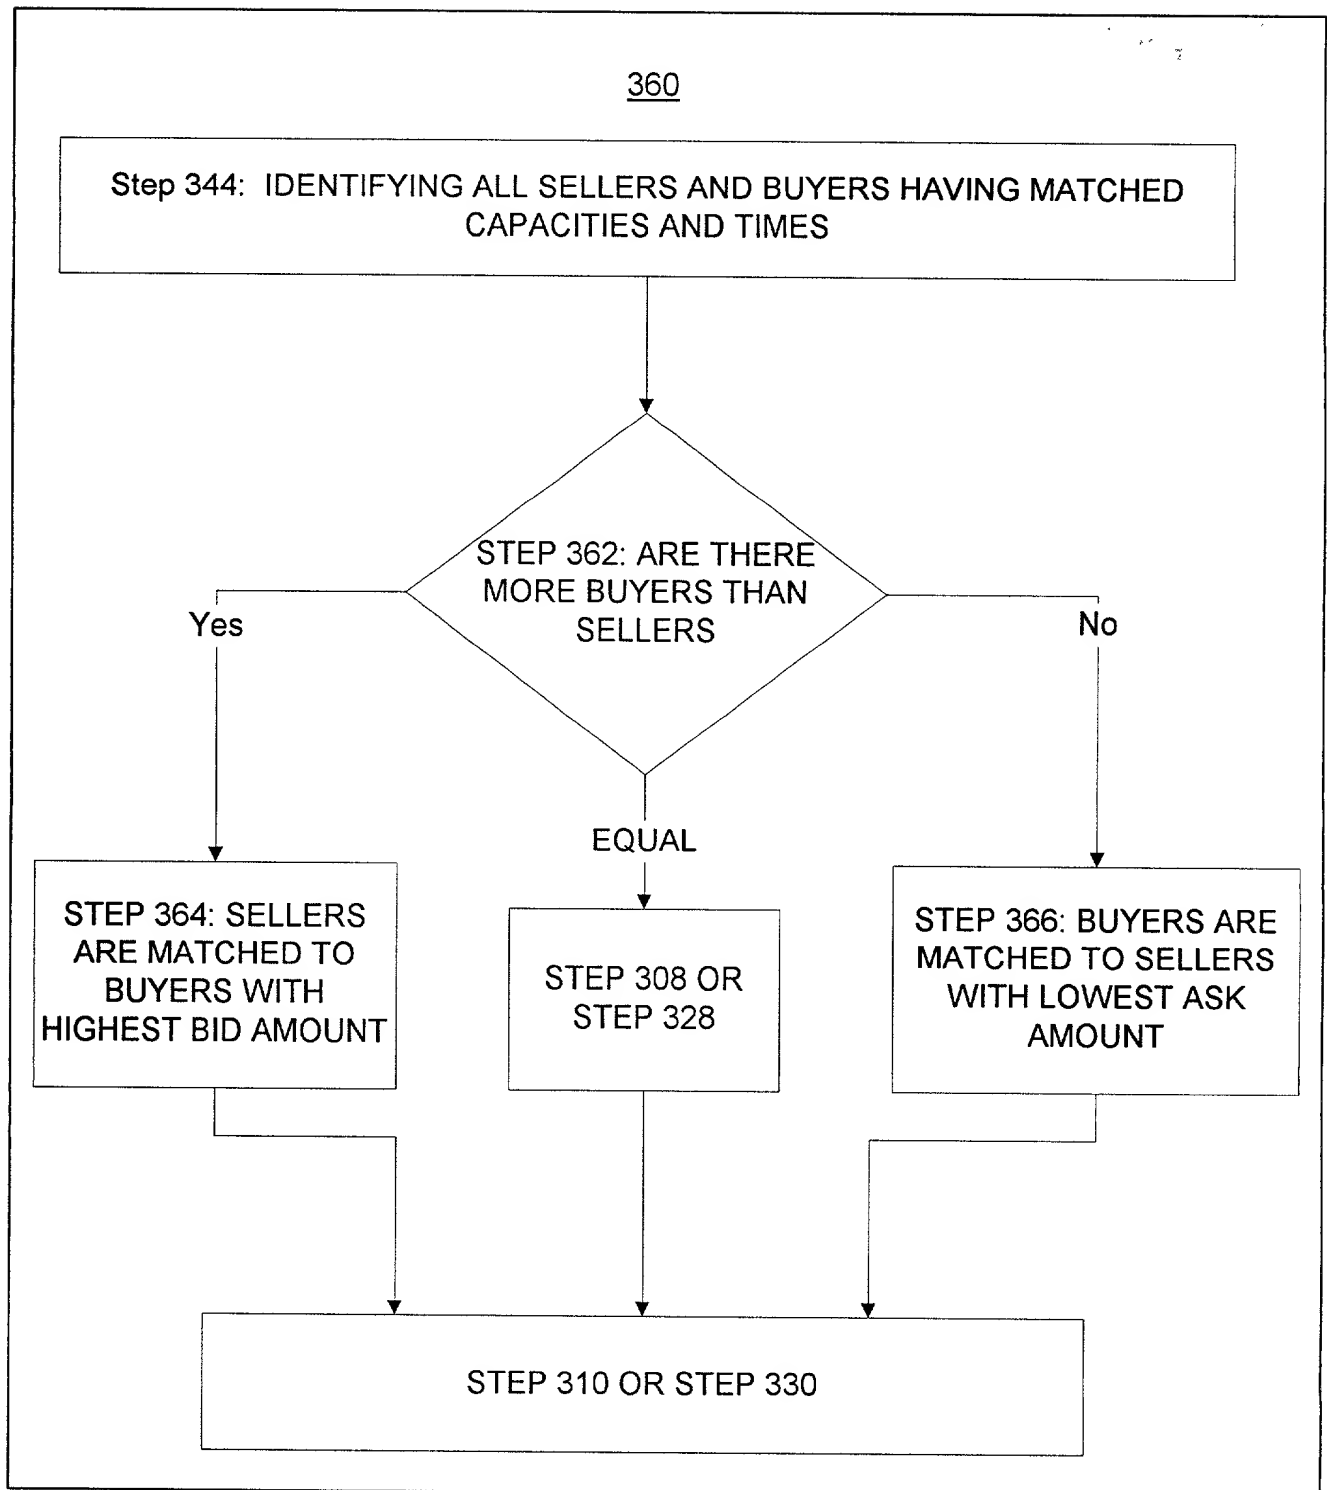 360
Step 344: IDENTIFYING ALL SELLERS AND BUYERS HAVING MATCHED
CAPACITIES AND TIMES
STEP 362: ARE THERE
MORE BUYERS THAN
SELLERS
Yes
No
EQUAL
STEP 364: SELLERS
ARE MATCHED TO
BUYERS WITH
HIGHEST BID AMOUNT
STEP 308 OR
STEP 328
STEP 366: BUYERS ARE
MATCHED TO SELLERS
WITH LOWEST ASK
AMOUNT
STEP 310 OR STEP 330